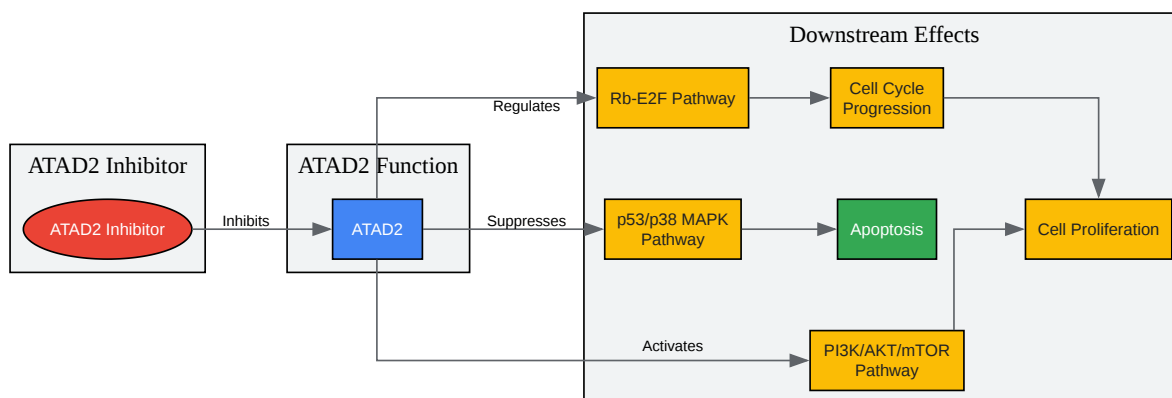 Downstream Effects
Regulates
Rb-E2F Pathway
Cell Cycle
Progression
ATAD2 Inhibitor
ATAD2 Function
ATAD2 Inhibitor
Inhibits
ATAD2
Suppresses
p53/p38 MAPK
Pathway
Apoptosis
Cell Proliferation
Activates
PI3K/AKT/mTOR
Pathway